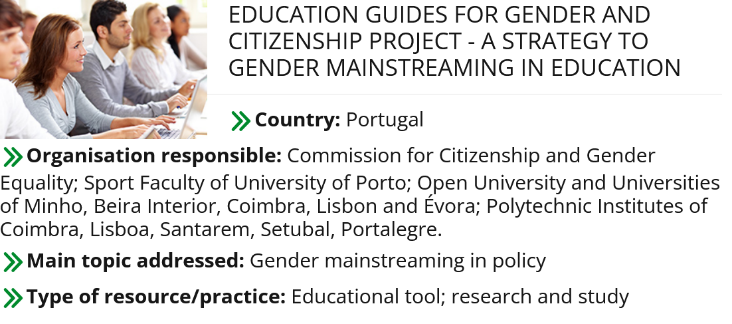 EDUCATION GUIDES FOR GENDER AND
CITIZENSHIP PROJECT - A STRATEGY TO
GENDER MAINSTREAMING IN EDUCATION
Country: Portugal
Organisation responsible: Commission for Citizenship and Gender
Equality; Sport Faculty of University of Porto; Open University and Universities
of Minho, Beira Interior, Coimbra, Lisbon and Évora; Polytechnic Institutes of
Coimbra, Lisboa, Santarem, Setubal, Portalegre.
Main topic addressed: Gender mainstreaming in policy
Type of resource/practice: Educational tool; research and study